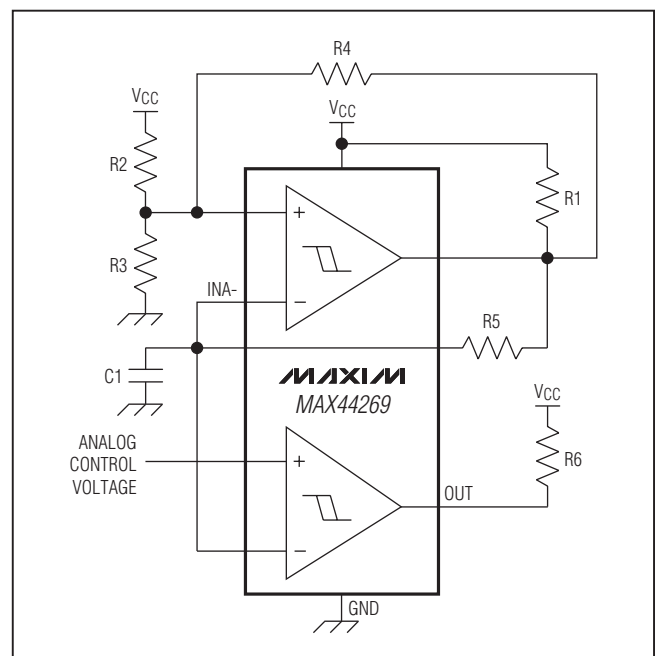 R4
VCC
VCC
R2
R1
+
R3
INA-
−
R5
C1
MAXIM
MAX44269
VCC
ANALOG
CONTROL
VOLTAGE
+
R6
OUT
−
GND